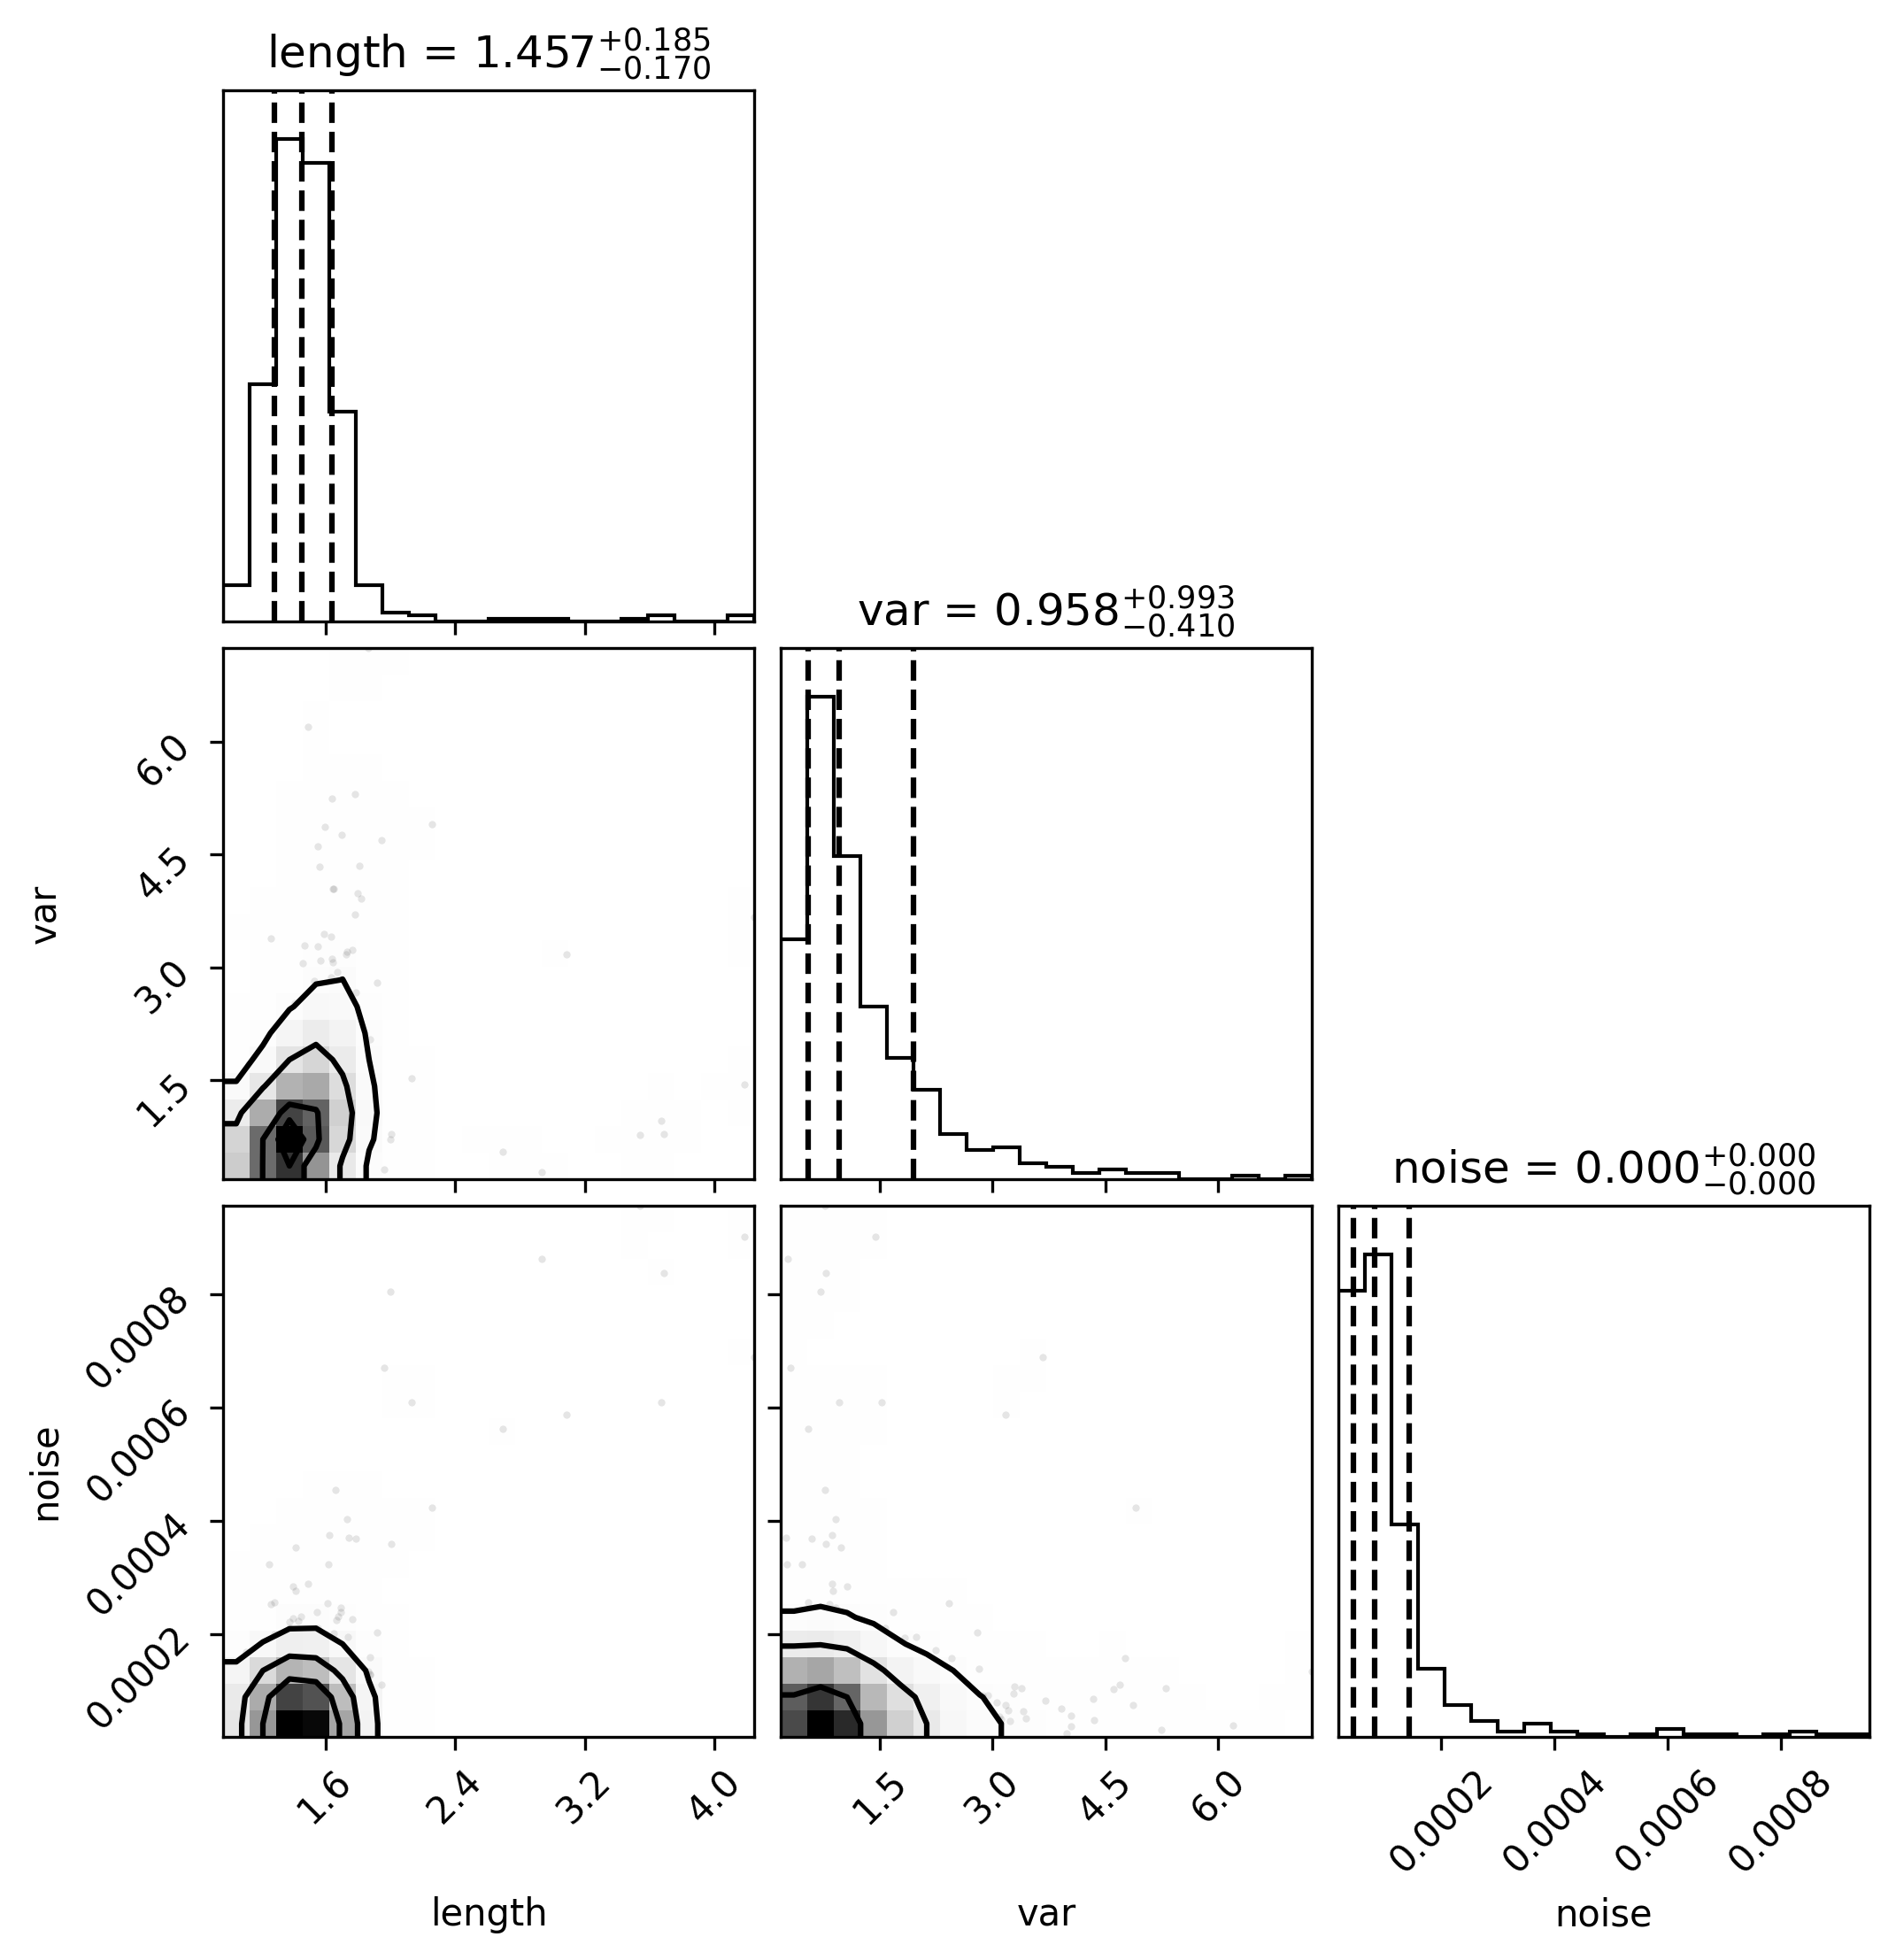 length = 1.457+0.185−0.170
var = 0.958+0.993−0.410
6.0
4.5
3.0
1.5
var
noise = 0.000+0.000−0.000
0.0008
0.0006
0.0004
0.0002
noise
1.6 2.4 3.2 4.0
1.5 3.0 4.5 6.0
0.0002 0.0004 0.0006 0.0008
length
var
noise